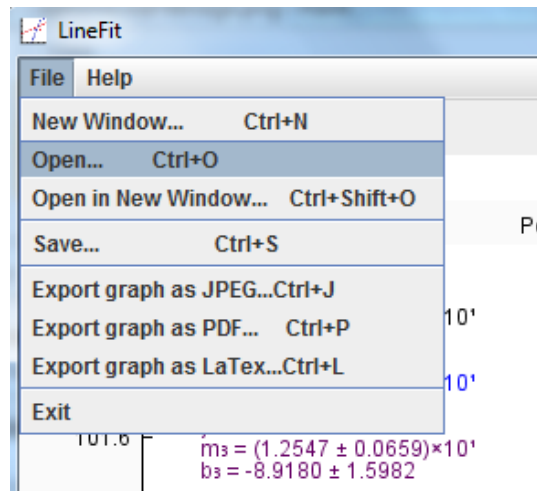 LineFit
File Help
New Window... Ctrl+N
Open... Ctrl+O
Open in New Window... Ctrl+Shift+O
Save... Ctrl+S
Export graph as JPEG...Ctrl+J
Export graph as PDF... Ctrl+P
Export graph as LaTex...Ctrl+L
Exit
10¹
10¹
101.6
m₃ = (1.2547 ± 0.0659)×10¹
b₃ = -8.9180 ± 1.5982